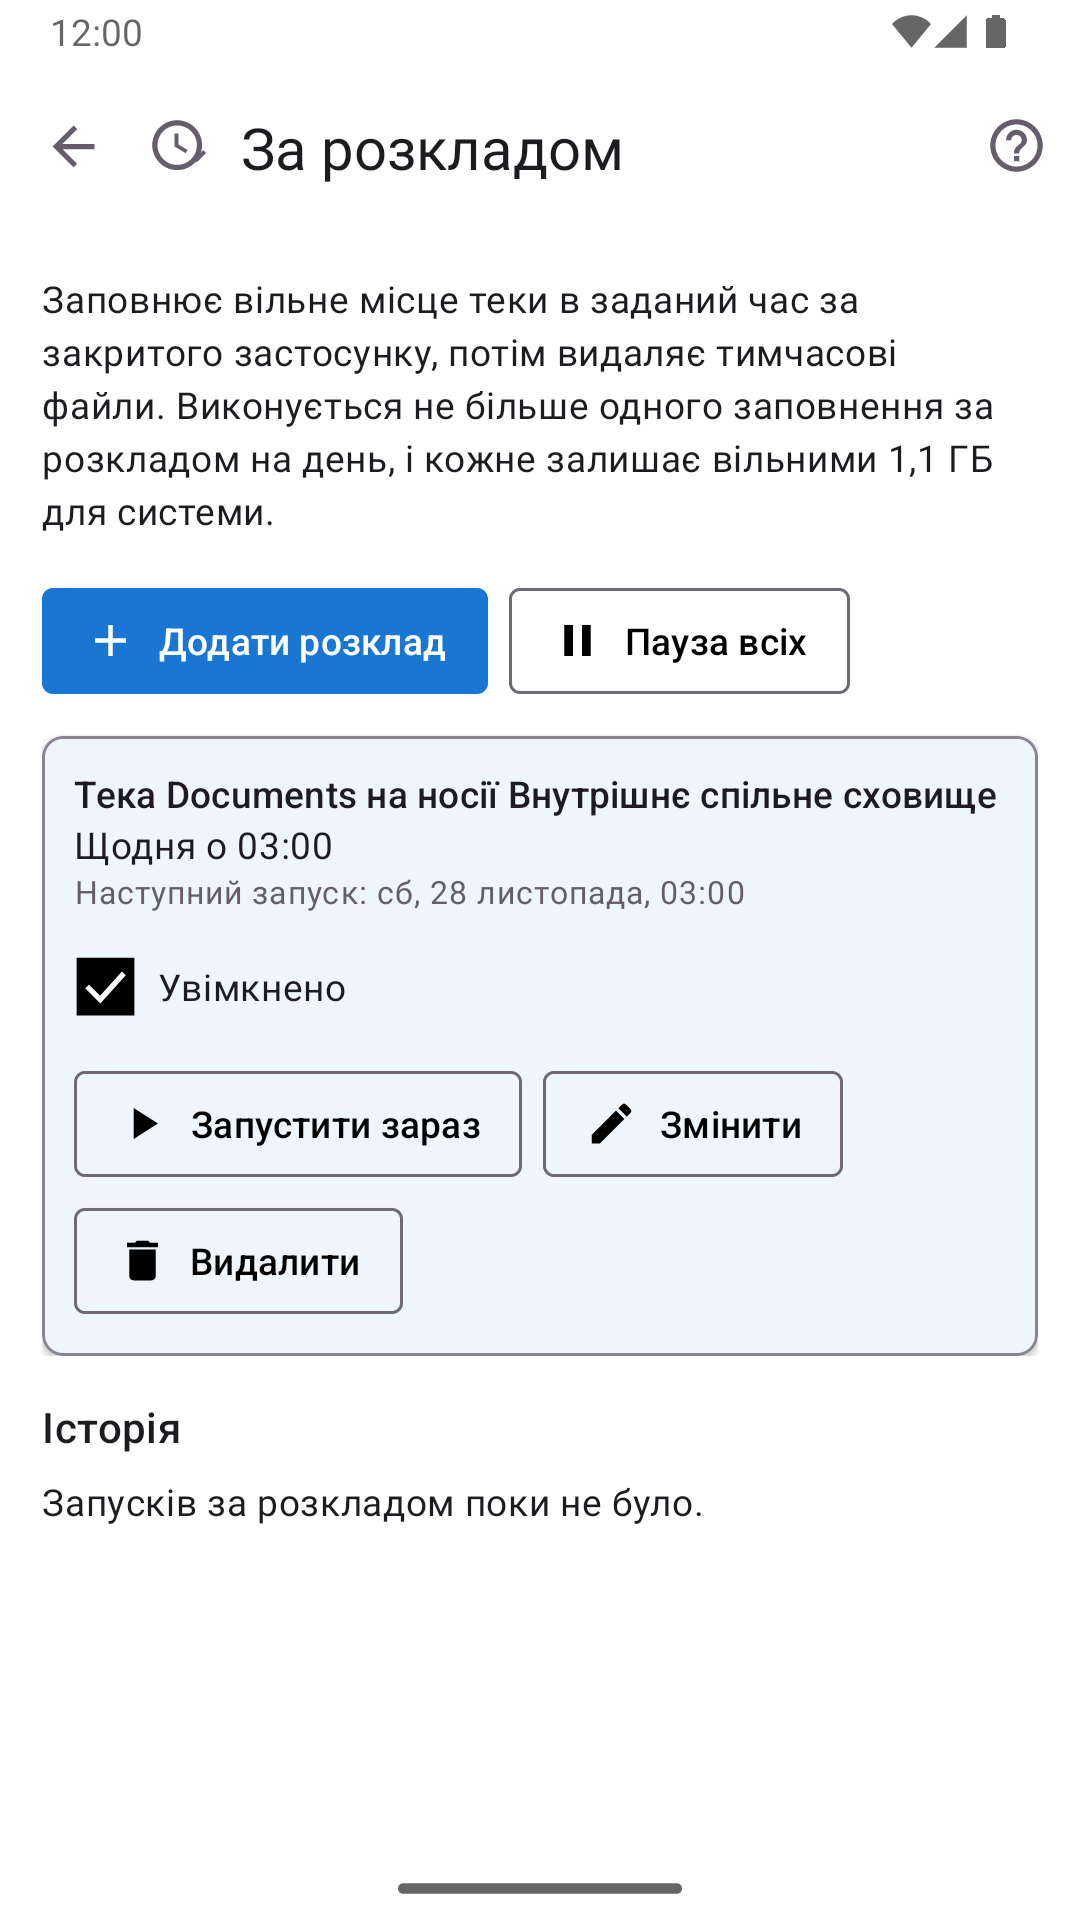 12:00
За розкладом
Заповнює вільне місце теки в заданий час за
закритого застосунку, потім видаляє тимчасові
файли. Виконується не більше одного заповнення за
розкладом на день, і кожне залишає вільними 1,1 ГБ
для системи.
Додати розклад
Пауза всіх
Тека Documents на носії Внутрішнє спільне сховище
Щодня о 03:00
Наступний запуск: сб, 28 листопада, 03:00
Увімкнено
Запустити зараз
Змінити
Видалити
Історія
Запусків за розкладом поки не було.